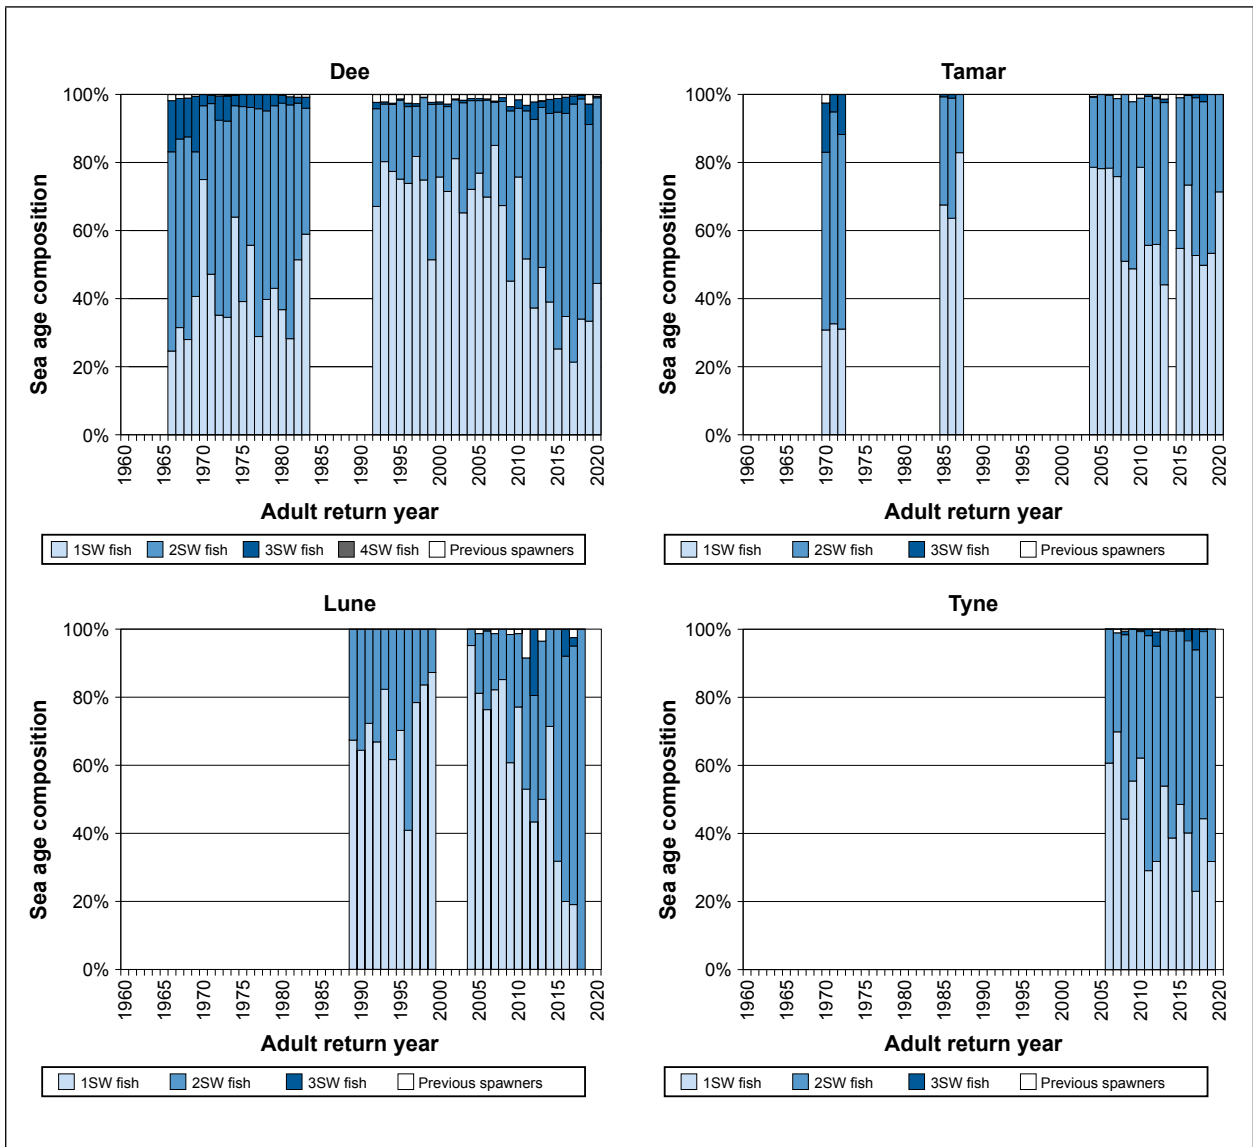 Dee
Sea age composition
100%
80%
60%
40%
20%
0%
1960 1965 1970 1975 1980 1985 1990 1995 2000 2005 2010 2015 2020
Adult return year
1SW fish 2SW fish 3SW fish 4SW fish Previous spawners
Tamar
Sea age composition
100%
80%
60%
40%
20%
0%
1960 1965 1970 1975 1980 1985 1990 1995 2000 2005 2010 2015 2020
Adult return year
1SW fish 2SW fish 3SW fish Previous spawners
Lune
Sea age composition
100%
80%
60%
40%
20%
0%
1960 1965 1970 1975 1980 1985 1990 1995 2000 2005 2010 2015 2020
Adult return year
1SW fish 2SW fish 3SW fish Previous spawners
Tyne
Sea age composition
100%
80%
60%
40%
20%
0%
1960 1965 1970 1975 1980 1985 1990 1995 2000 2005 2010 2015 2020
Adult return year
1SW fish 2SW fish 3SW fish Previous spawners